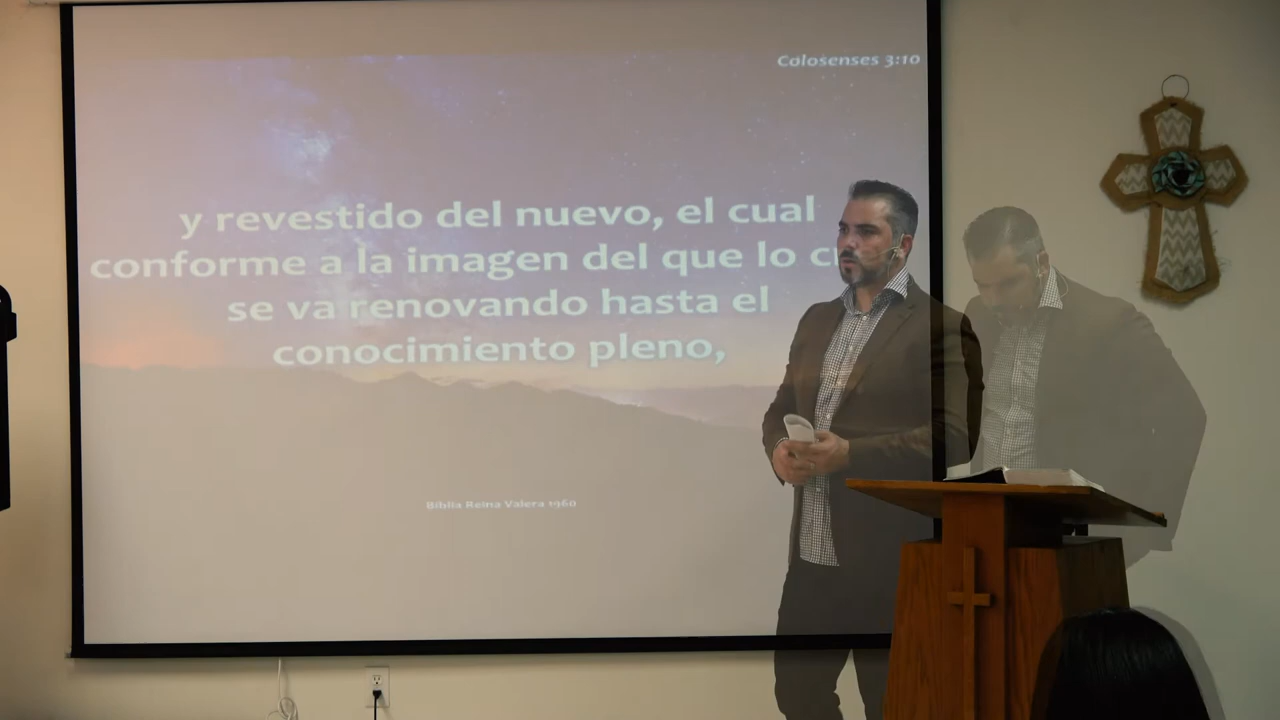 Colosenses 3:10
y revestido del nuevo, el cual
conforme a la imagen del que lo
se va renovando hasta el
conocimiento pleno,
Biblia Reina Valera 1960